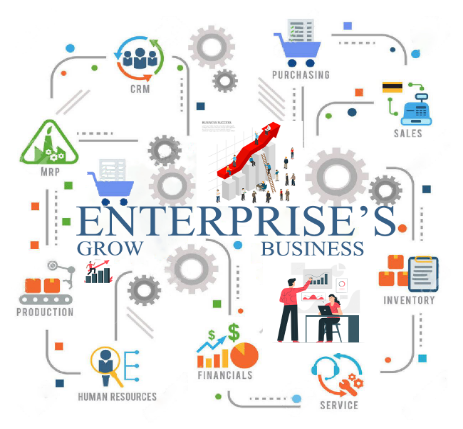 PURCHASING
CRM
SALES
MRP
ENTERPRISE'S
GROW BUSINESS
INVENTORY
PRODUCTION
$ $
FINANCIALS
HUMAN RESOURCES
SERVICE